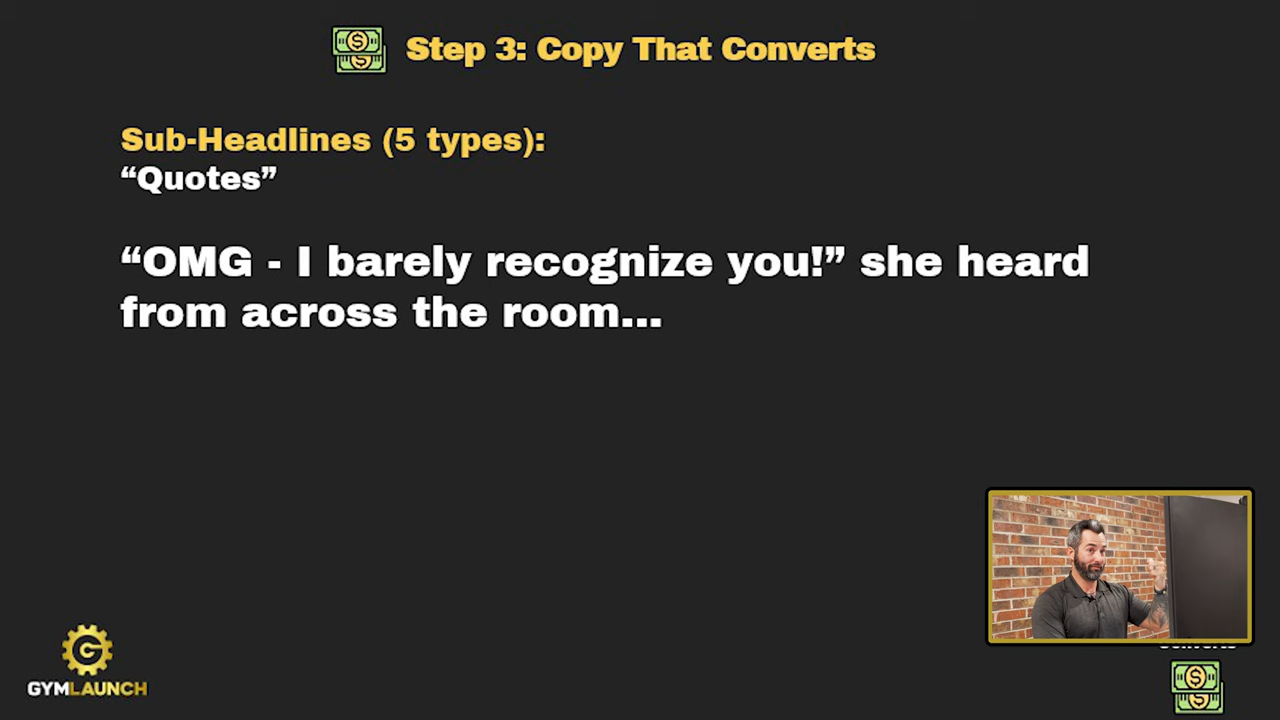 Step 3: Copy That Converts
Sub-Headlines (5 types):
“Quotes”
“OMG - I barely recognize you!” she heard
from across the room...
GYMLAUNCH